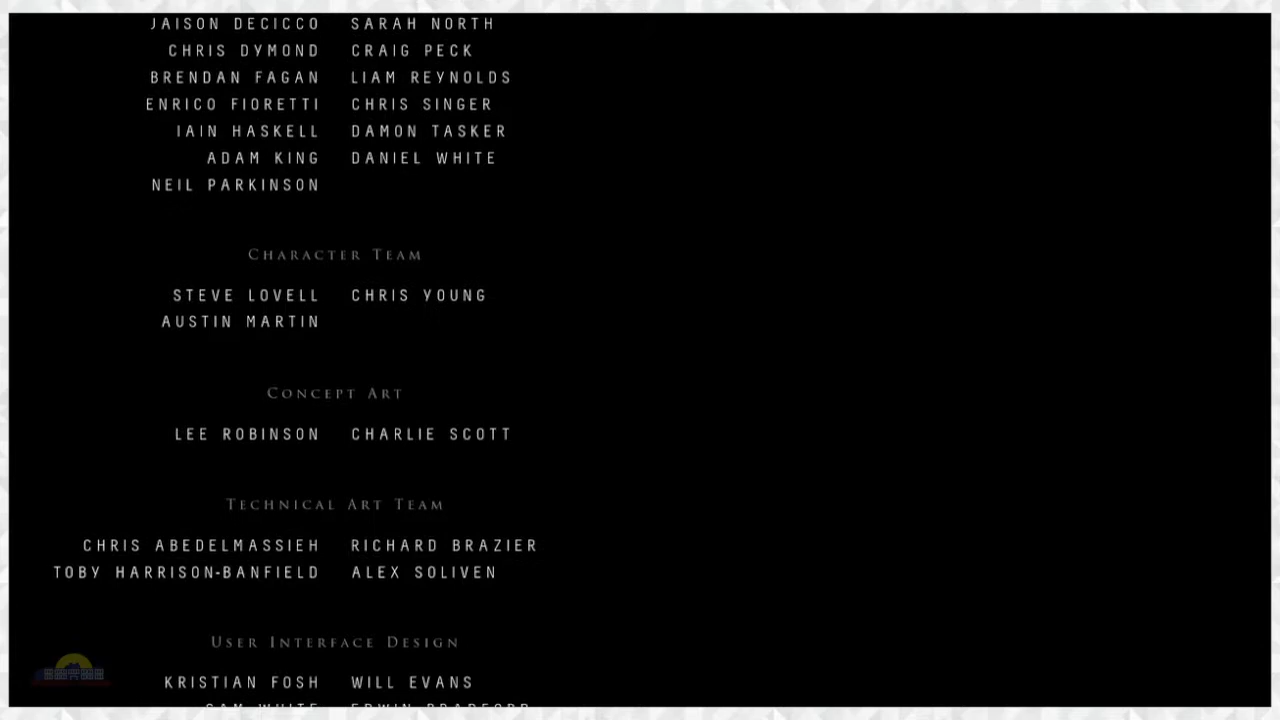 JAISON DECICCO SARAH NORTH
CHRIS DYMOND CRAIG PECK
BRENDAN FAGAN LIAM REYNOLDS
ENRICO FIORETTI CHRIS SINGER
IAIN HASKELL DAMON TASKER
ADAM KING DANIEL WHITE
NEIL PARKINSON
CHARACTER TEAM
STEVE LOVELL CHRIS YOUNG
AUSTIN MARTIN
CONCEPT ART
LEE ROBINSON CHARLIE SCOTT
TECHNICAL ART TEAM
CHRIS ABEDELMASSIEH RICHARD BRAZIER
TOBY HARRISON-BANFIELD ALEX SOLIVEN
USER INTERFACE DESIGN
KRISTIAN FOSH WILL EVANS